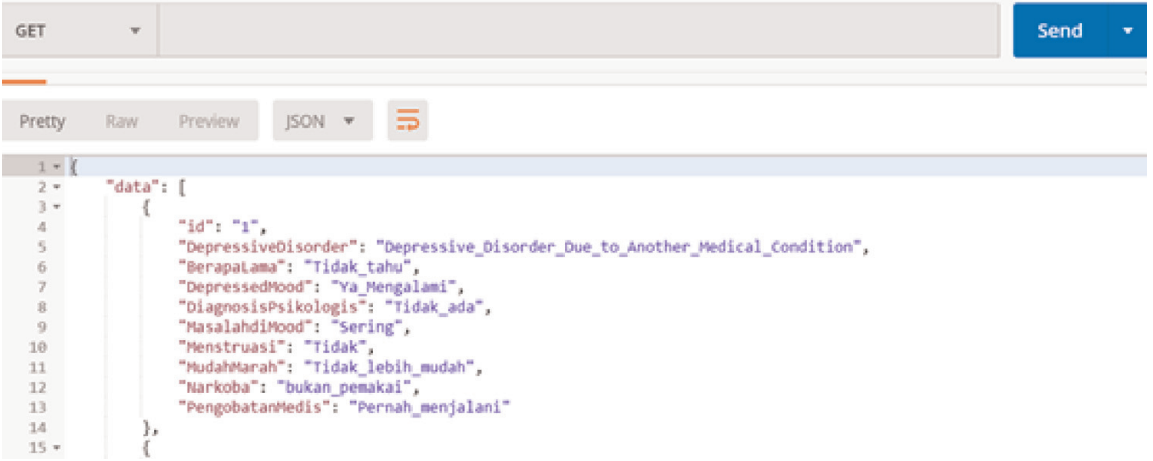 GET
Send
Pretty Raw Preview JSON
1 {
2 "data": [
3 {
4 "id": "1",
5 "DepressiveDisorder": "Depressive_Disorder_Due_to_Another_Medical_Condition",
6 "BerapaLama": "Tidak_tahu",
7 "DepressedMood": "Ya_Mengalami",
8 "DiagnosisPsikologis": "Tidak_ada",
9 "MasalahdiMood": "Sering",
10 "Menstruasi": "Tidak",
11 "MudahMarah": "Tidak_lebih_mudah",
12 "Narkoba": "bukan_pemakai",
13 "PengobatanMedis": "Pernah_menjalani"
14 },
15 {